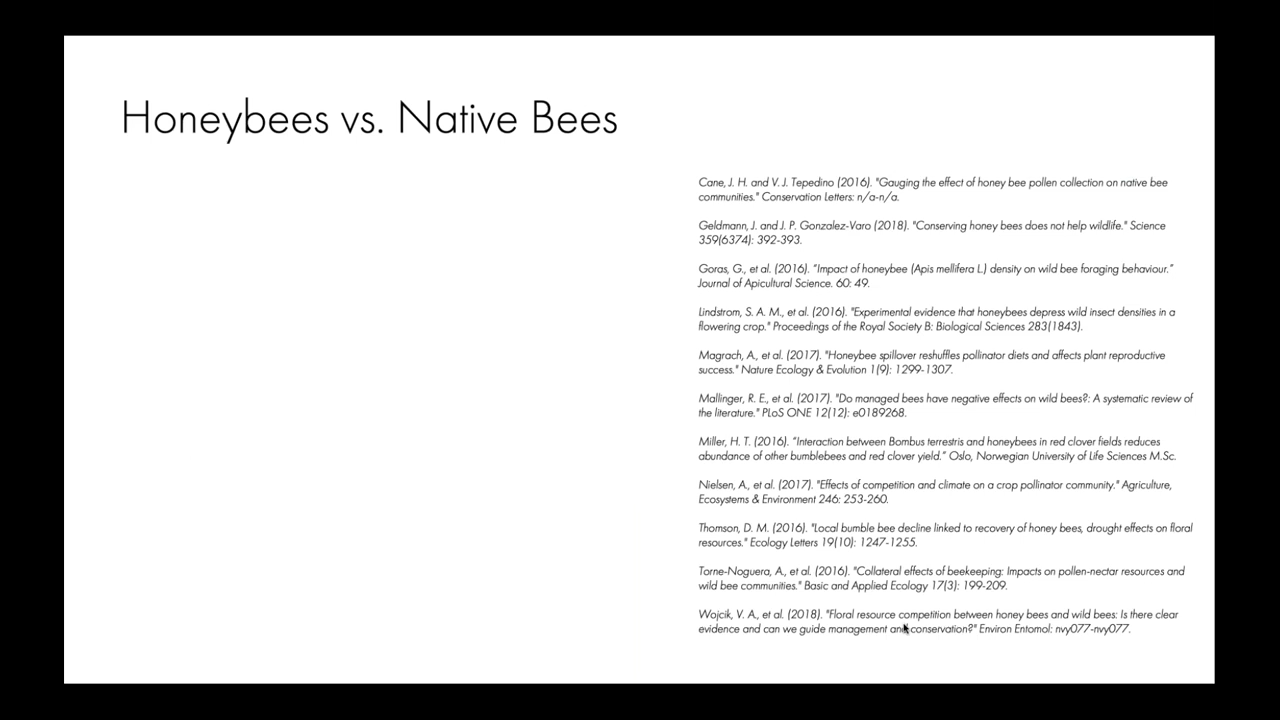 Honeybees vs. Native Bees
Cane, J. H. and V. J. Tepedino (2016). "Gauging the effect of honey bee pollen collection on native bee
communities." Conservation Letters: n/a-n/a.
Geldmann, J. and J. P. Gonzalez-Varo (2018). "Conserving honey bees does not help wildlife." Science
359(6374): 392-393.
Goras, G., et al. (2016). “Impact of honeybee (Apis mellifera L.) density on wild bee foraging behaviour.”
Journal of Apicultural Science. 60: 49.
Lindstrom, S. A. M., et al. (2016). "Experimental evidence that honeybees depress wild insect densities in a
flowering crop." Proceedings of the Royal Society B: Biological Sciences 283(1843).
Magrach, A., et al. (2017). "Honeybee spillover reshuffles pollinator diets and affects plant reproductive
success." Nature Ecology & Evolution 1(9): 1299-1307.
Mallinger, R. E., et al. (2017). "Do managed bees have negative effects on wild bees?: A systematic review of
the literature." PLoS ONE 12(12): e0189268.
Miller, H. T. (2016). “Interaction between Bombus terrestris and honeybees in red clover fields reduces
abundance of other bumblebees and red clover yield.” Oslo, Norwegian University of Life Sciences M.Sc.
Nielsen, A., et al. (2017). "Effects of competition and climate on a crop pollinator community." Agriculture,
Ecosystems & Environment 246: 253-260.
Thomson, D. M. (2016). "Local bumble bee decline linked to recovery of honey bees, drought effects on floral
resources." Ecology Letters 19(10): 1247-1255.
Torne-Noguera, A., et al. (2016). "Collateral effects of beekeeping: Impacts on pollen-nectar resources and
wild bee communities." Basic and Applied Ecology 17(3): 199-209.
Wojcik, V. A., et al. (2018). "Floral resource competition between honey bees and wild bees: Is there clear
evidence and can we guide management and conservation?" Environ Entomol: nvy077-nvy077.